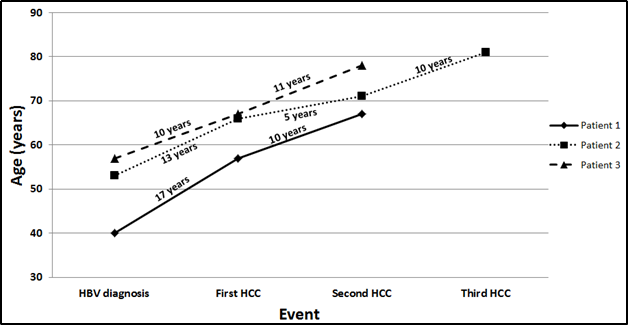 90
80
70
60
50
40
30
Age (years)
17 years
13 years
10 years
10 years
5 years
11 years
10 years
HBV diagnosis
First HCC
Second HCC
Third HCC
Event
Patient 1
Patient 2
Patient 3